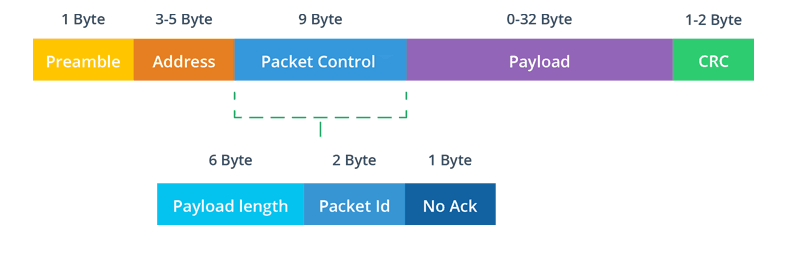 1 Byte 3-5 Byte 9 Byte 0-32 Byte 1-2 Byte
Preamble Address Packet Control Payload CRC
6 Byte 2 Byte 1 Byte
Payload length Packet Id No Ack